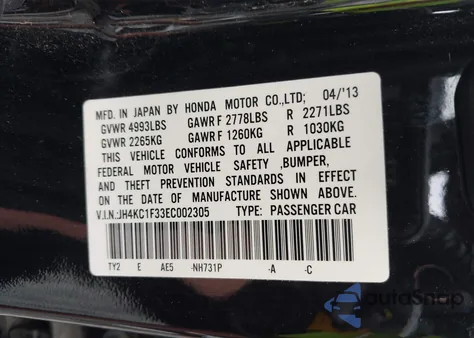 MFD. IN JAPAN BY HONDA MOTOR CO.,LTD; 04/'13
GVWR 4993LBS GAWR F 2778LBS R 2271LBS
GVWR 2265KG GAWR F 1260KG R 1030KG
THIS VEHICLE CONFORMS TO ALL APPLICABLE
FEDERAL MOTOR VEHICLE SAFETY ,BUMPER,
AND THEFT PREVENTION STANDARDS IN EFFECT
ON THE DATE OF MANUFACTURE SHOWN ABOVE.
V.I.N.:JH4KC1F33EC002305 TYPE: PASSENGER CAR
TY2 E AE5 -NH731P -A -C
autoSnap